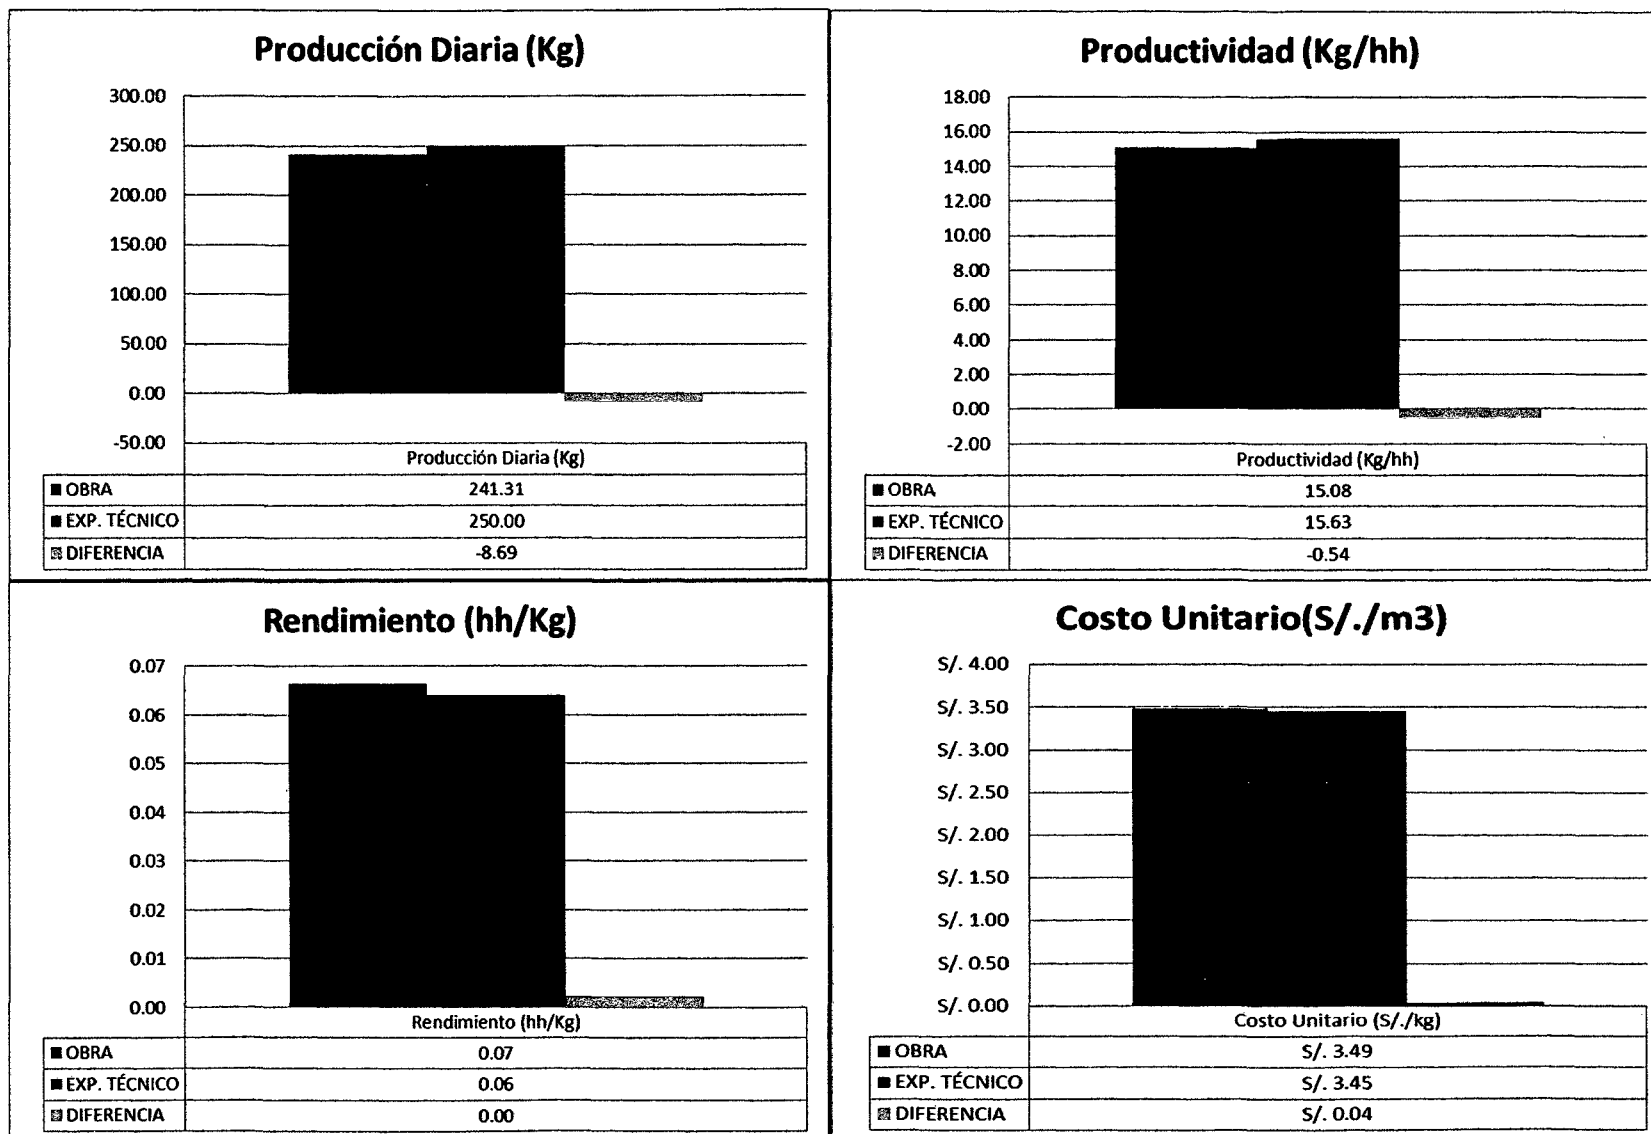 Producción Diaria (Kg)
300.00
250.00
200.00
150.00
100.00
50.00
0.00
-50.00
Producción Diaria (Kg)
OBRA 241.31
EXP. TÉCNICO 250.00
DIFERENCIA -8.69
Productividad (Kg/hh)
18.00
16.00
14.00
12.00
10.00
8.00
6.00
4.00
2.00
0.00
-2.00
Productividad (Kg/hh)
OBRA 15.08
EXP. TÉCNICO 15.63
DIFERENCIA -0.54
Rendimiento (hh/Kg)
0.07
0.06
0.05
0.04
0.03
0.02
0.01
0.00
Rendimiento (hh/Kg)
OBRA 0.07
EXP. TÉCNICO 0.06
DIFERENCIA 0.00
Costo Unitario(S/./m3)
S/. 4.00
S/. 3.50
S/. 3.00
S/. 2.50
S/. 2.00
S/. 1.50
S/. 1.00
S/. 0.50
S/. 0.00
Costo Unitario (S/./kg)
OBRA S/. 3.49
EXP. TÉCNICO S/. 3.45
DIFERENCIA S/. 0.04